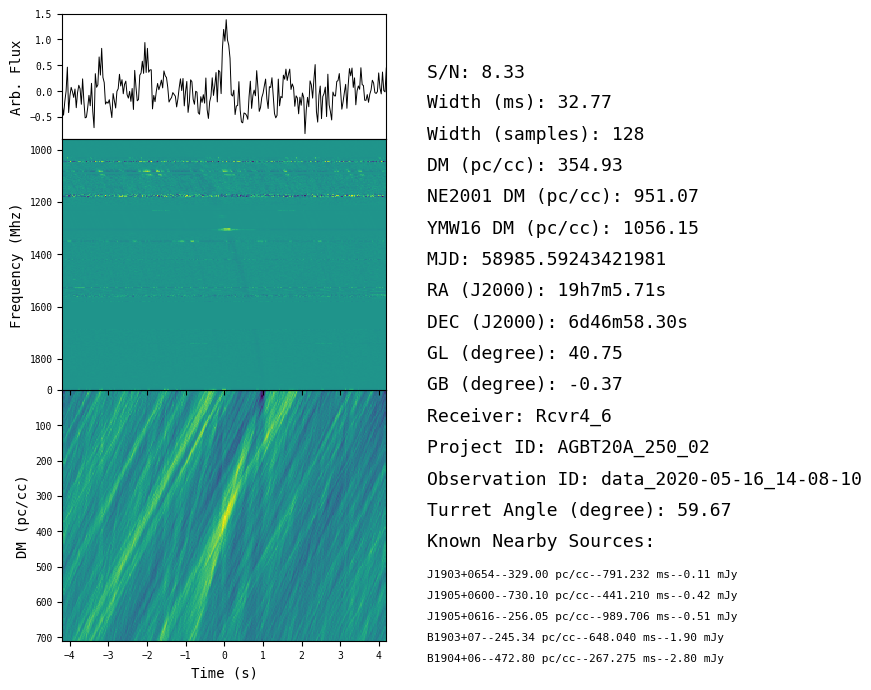 1.5
1.0
0.5
0.0
−0.5
Arb. Flux
1000
1200
1400
1600
1800
Frequency (Mhz)
0
100
200
300
400
500
600
700
DM (pc/cc)
−4
−3
−2
−1
0
1
2
3
4
Time (s)
S/N: 8.33
Width (ms): 32.77
Width (samples): 128
DM (pc/cc): 354.93
NE2001 DM (pc/cc): 951.07
YMW16 DM (pc/cc): 1056.15
MJD: 58985.59243421981
RA (J2000): 19h7m5.71s
DEC (J2000): 6d46m58.30s
GL (degree): 40.75
GB (degree): -0.37
Receiver: Rcvr4_6
Project ID: AGBT20A_250_02
Observation ID: data_2020-05-16_14-08-10
Turret Angle (degree): 59.67
Known Nearby Sources:
J1903+0654--329.00 pc/cc--791.232 ms--0.11 mJy
J1905+0600--730.10 pc/cc--441.210 ms--0.42 mJy
J1905+0616--256.05 pc/cc--989.706 ms--0.51 mJy
B1903+07--245.34 pc/cc--648.040 ms--1.90 mJy
B1904+06--472.80 pc/cc--267.275 ms--2.80 mJy